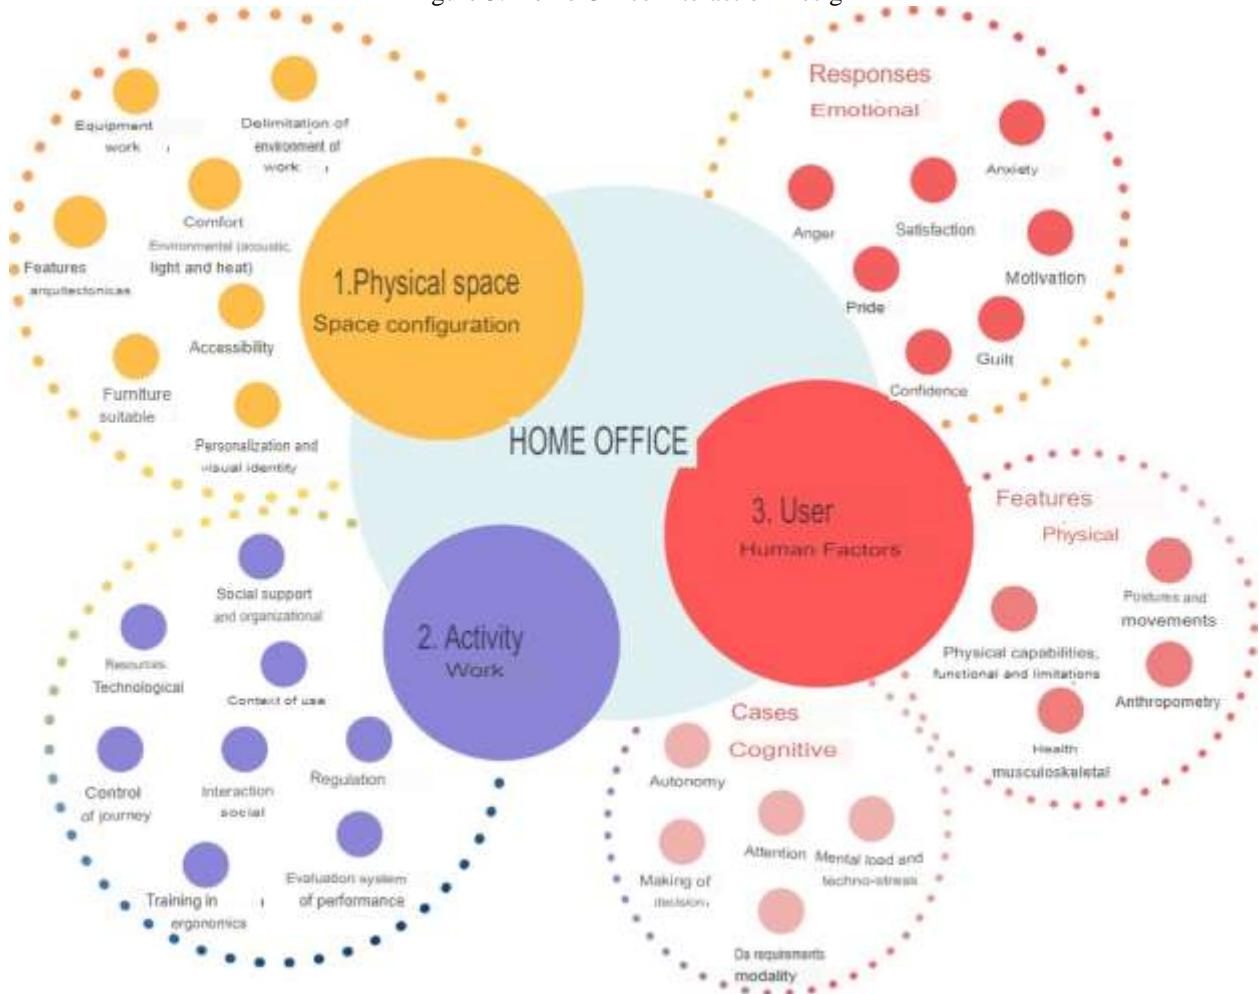 Responses
Emotional
Equipment
work
Delimitation of
environment of
work
Comfort
Environmental (acoustic,
light and heat)
Features
arquitectonicas
Accessibility
Furniture
suitable
Personalization and
visual identity
1.Physical space
Space configuration
Anxiety
Anger
Satisfaction
Motivation
Pride
Guilt
Confidence
HOME OFFICE
3. User
Human Factors
Features
Physical
Postures and
movements
Physical capabilities,
functional and limitations
Anthropometry
Health
musculoskeletal
2. Activity
Work
Social support
and organizational
Resources
Technological
Context of use
Control
of journey
Interaction
social
Regulation
Training in
ergonomics
Evaluation system
of performance
Cases
Cognitive
Autonomy
Attention
Mental load and
techno-stress
Making of
decision
Da requirements
modality